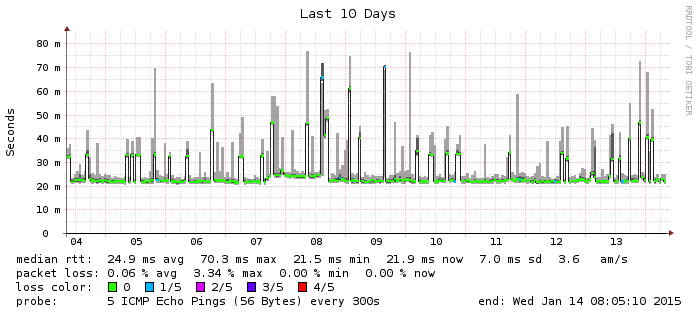 Last 10 Days
RRDTOOL / TOBI OETIKER
Seconds
80 m
70 m
60 m
50 m
40 m
30 m
20 m
10 m
0
04 05 06 07 08 09 10 11 12 13
median rtt: 24.9 ms avg 70.3 ms max 21.5 ms min 21.9 ms now 7.0 ms sd 3.6 am/s
packet loss: 0.06 % avg 3.34 % max 0.00 % min 0.00 % now
loss color: 0 1/5 2/5 3/5 4/5
probe: 5 ICMP Echo Pings (56 Bytes) every 300s end: Wed Jan 14 08:05:10 2015